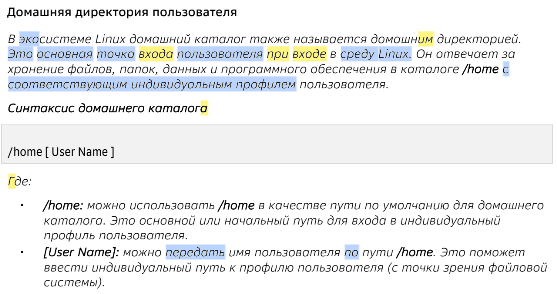 Домашняя директория пользователя
В экосистеме Linux домашний каталог также называется домашним директорией.
Это основная точка входа пользователя при входе в среду Linux. Он отвечает за
хранение файлов, папок, данных и программного обеспечения в каталоге /home с
соответствующим индивидуальным профилем пользователя.
Синтаксис домашнего каталога
/home [ User Name ]
Где:
• /home: можно использовать /home в качестве пути по умолчанию для домашнего
каталога. Это основной или начальный путь для входа в индивидуальный
профиль пользователя.
• [User Name]: можно передать имя пользователя по пути /home. Это поможет
ввести индивидуальный путь к профилю пользователя (с точки зрения файловой
системы).